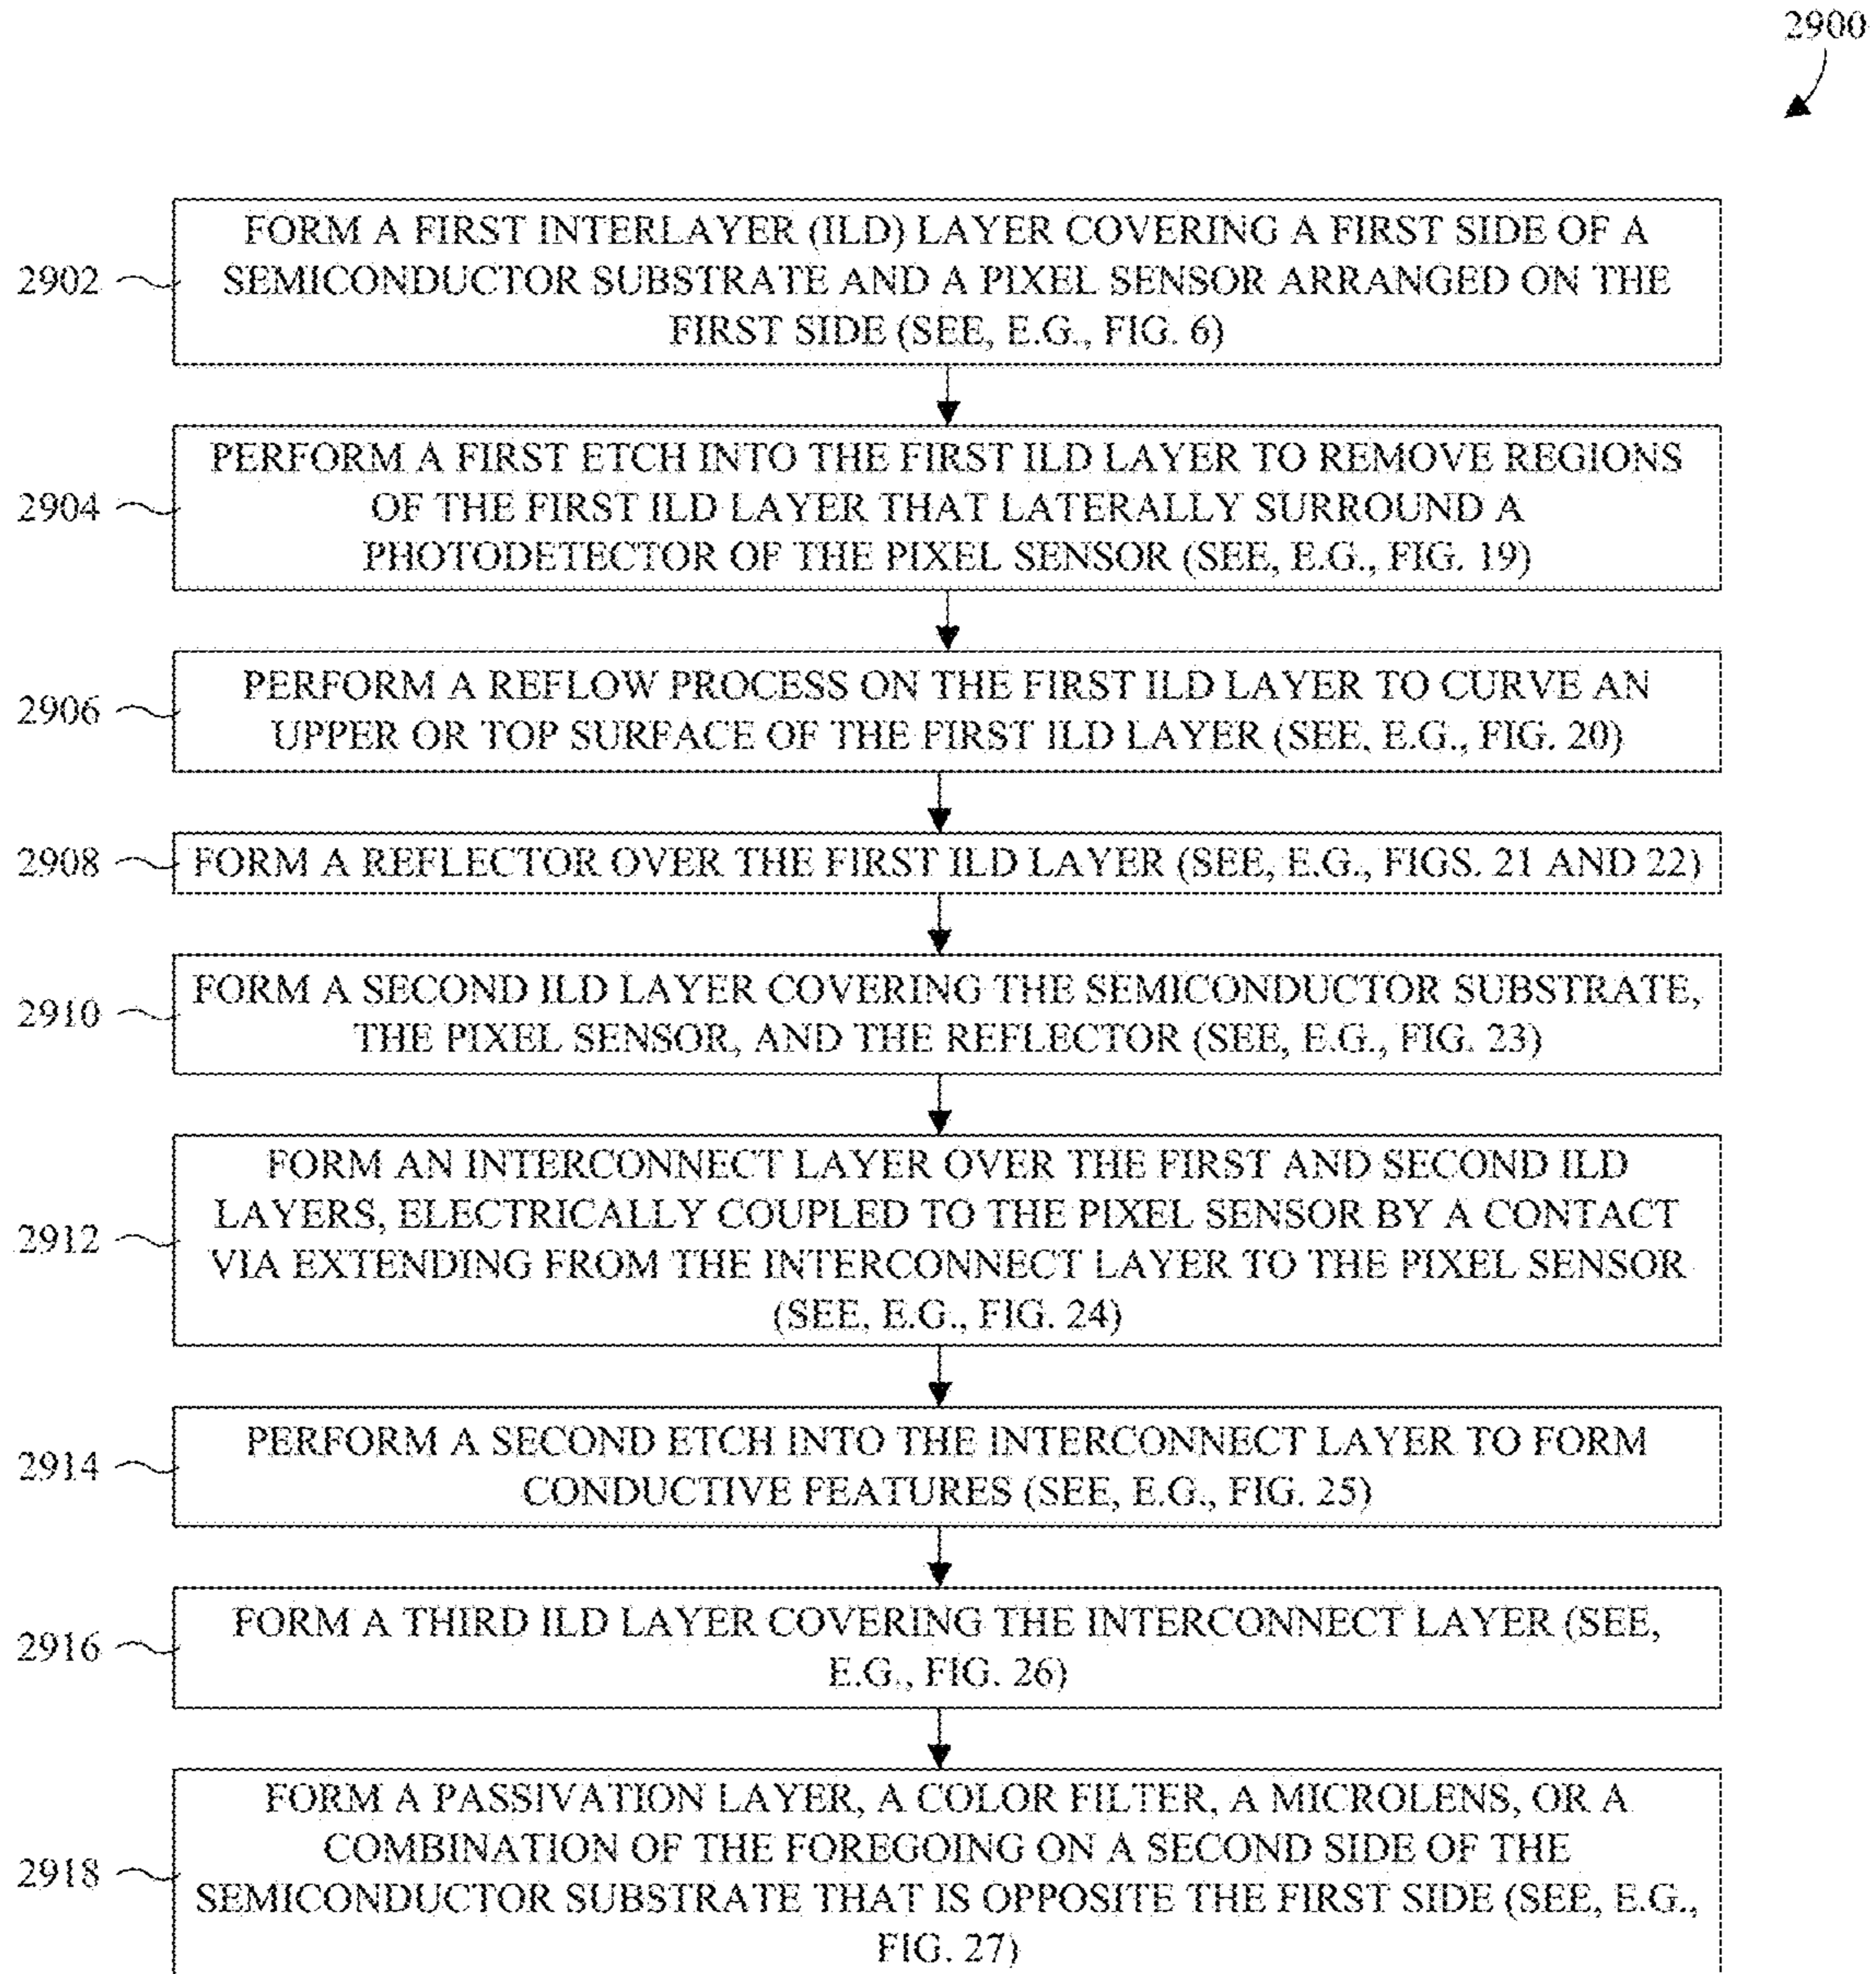 2900
FORM A FIRST INTERLAYER (ILD) LAYER COVERING A FIRST SIDE OF A
2902
SEMICONDUCTOR SUBSTRATE AND A PIXEL SENSOR ARRANGED ON THE
FIRST SIDE (SEE, E.G., FIG. 6)
PERFORM A FIRST ETCH INTO THE FIRST ILD LAYER TO REMOVE REGIONS
2904
OF THE FIRST ILD LAYER THAT LATERALLY SURROUND A
PHOTODETECTOR OF THE PIXEL SENSOR (SEE, E.G., FIG. 19)
PERFORM A REFLOW PROCESS ON THE FIRST ILD LAYER TO CURVE AN
2906
UPPER OR TOP SURFACE OF THE FIRST ILD LAYER (SEE, E.G., FIG. 20)
2908
FORM A REFLECTOR OVER THE FIRST ILD LAYER (SEE, E.G., FIGS. 21 AND 22)
FORM A SECOND ILD LAYER COVERING THE SEMICONDUCTOR SUBSTRATE,
2910
THE PIXEL SENSOR, AND THE REFLECTOR (SEE, E.G., FIG. 23)
FORM AN INTERCONNECT LAYER OVER THE FIRST AND SECOND ILD
LAYERS, ELECTRICALLY COUPLED TO THE PIXEL SENSOR BY A CONTACT
2912
VIA EXTENDING FROM THE INTERCONNECT LAYER TO THE PIXEL SENSOR
(SEE, E.G., FIG. 24)
PERFORM A SECOND ETCH INTO THE INTERCONNECT LAYER TO FORM
2914
CONDUCTIVE FEATURES (SEE, E.G., FIG. 25)
FORM A THIRD ILD LAYER COVERING THE INTERCONNECT LAYER (SEE,
2916
E.G., FIG. 26)
FORM A PASSIVATION LAYER, A COLOR FILTER, A MICROLENS, OR A
COMBINATION OF THE FOREGOING ON A SECOND SIDE OF THE
2918
SEMICONDUCTOR SUBSTRATE THAT IS OPPOSITE THE FIRST SIDE (SEE, E.G.,
FIG. 27)